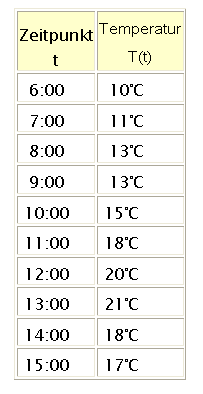 Zeitpunkt Temperatur
t T(t)
6:00 10°C
7:00 11°C
8:00 13°C
9:00 13°C
10:00 15°C
11:00 18°C
12:00 20°C
13:00 21°C
14:00 18°C
15:00 17°C